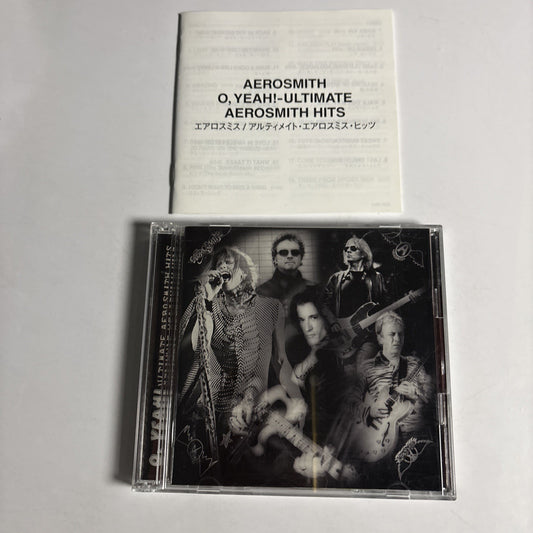 AEROSMITH
O, YEAH!-ULTIMATE
AEROSMITH HITS
エアロスミス / アルティメイト・エアロスミス・ヒッツ
O, YEAH! ULTIMATE AEROSMITH HITS